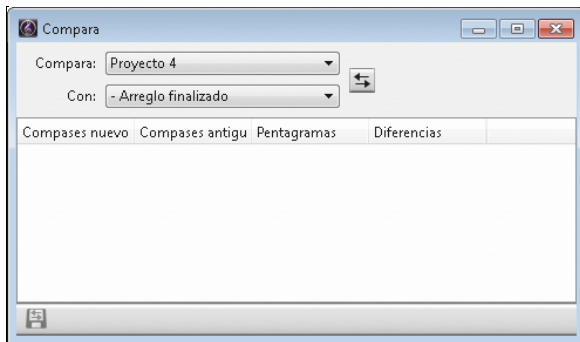 Compara
Compara: Proyecto 4
Con: - Arreglo finalizado
Compases nuevo Compases antigu Pentagramas Diferencias